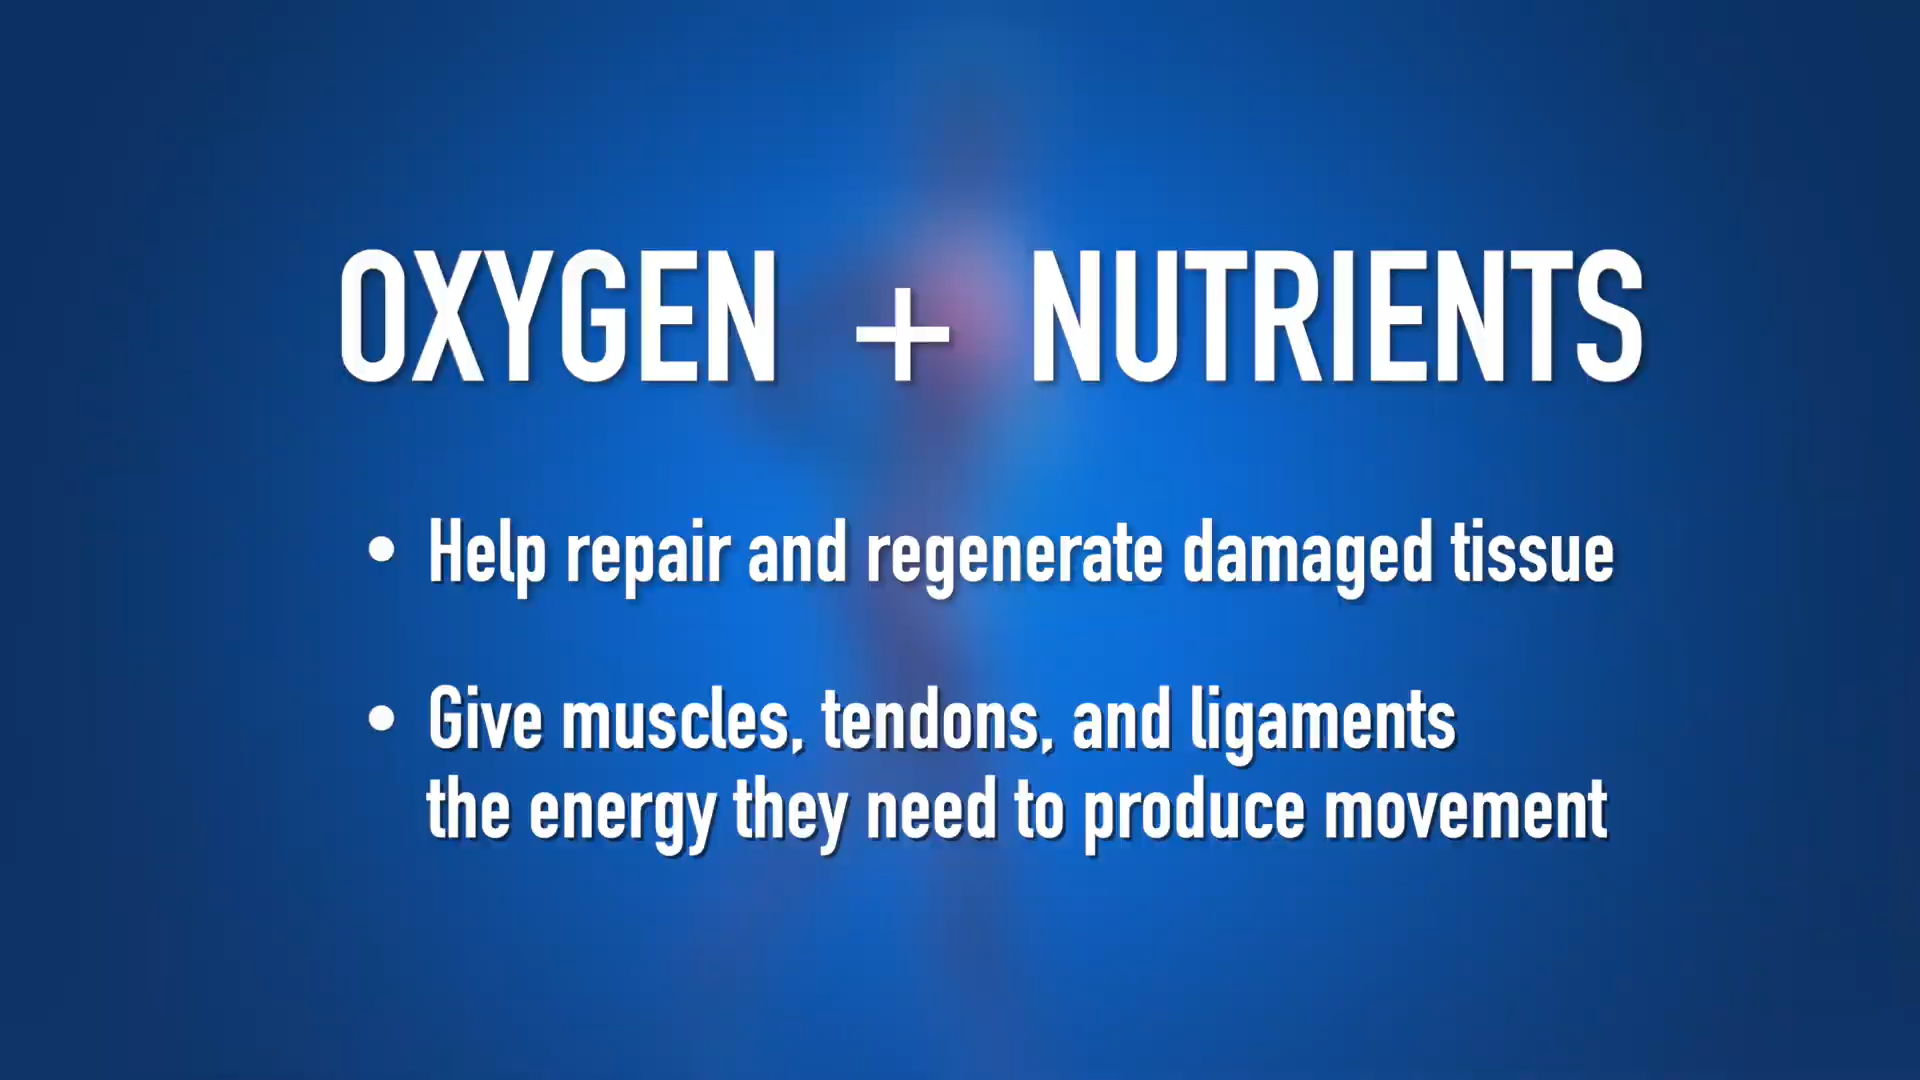 OXYGEN + NUTRIENTS
• Help repair and regenerate damaged tissue
• Give muscles, tendons, and ligaments
the energy they need to produce movement